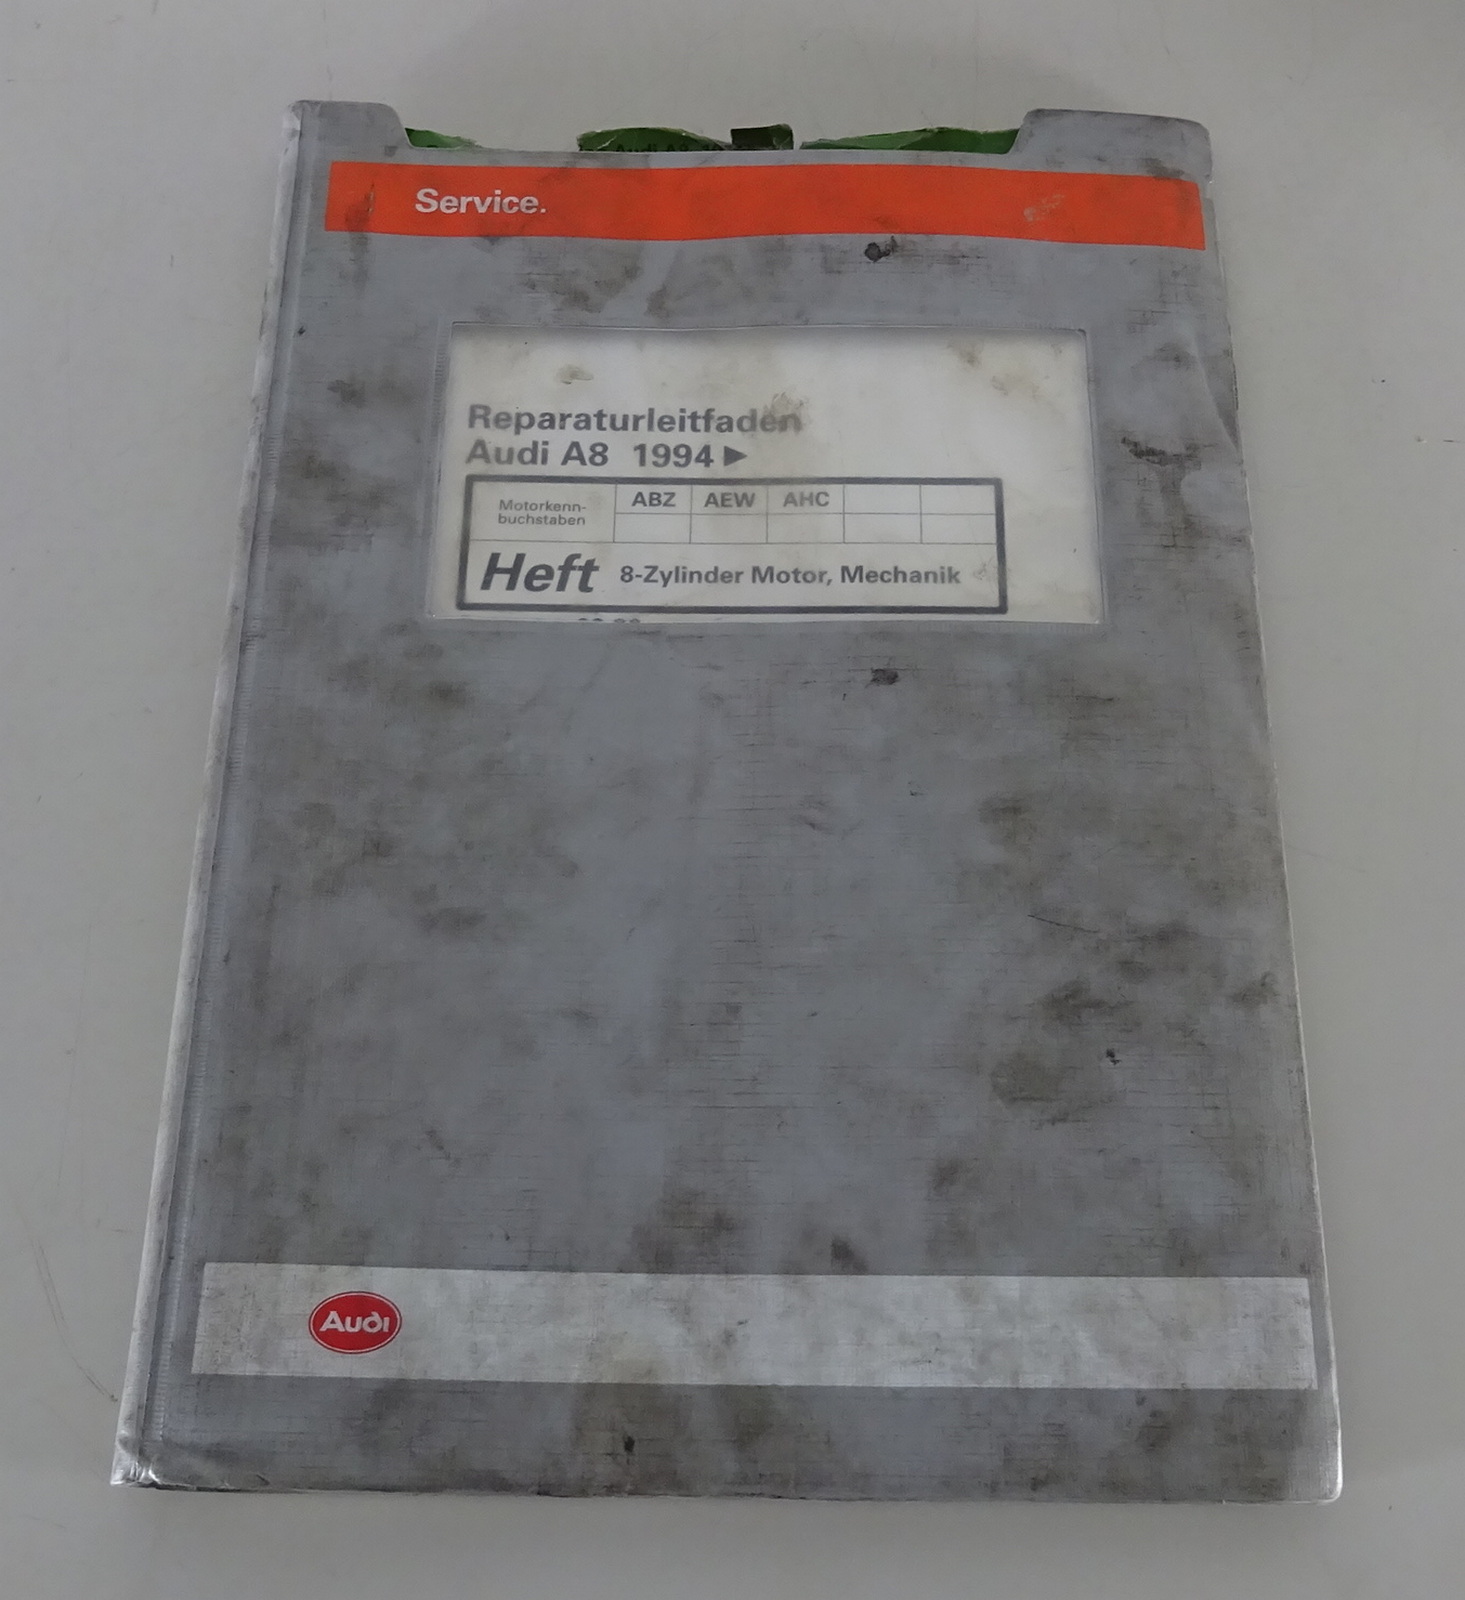 Service.
Reparaturleitfaden
Audi A8 1994 ►
Motorkenn-
buchstaben
ABZ AEW AHC
Heft 8-Zylinder Motor, Mechanik
Audi